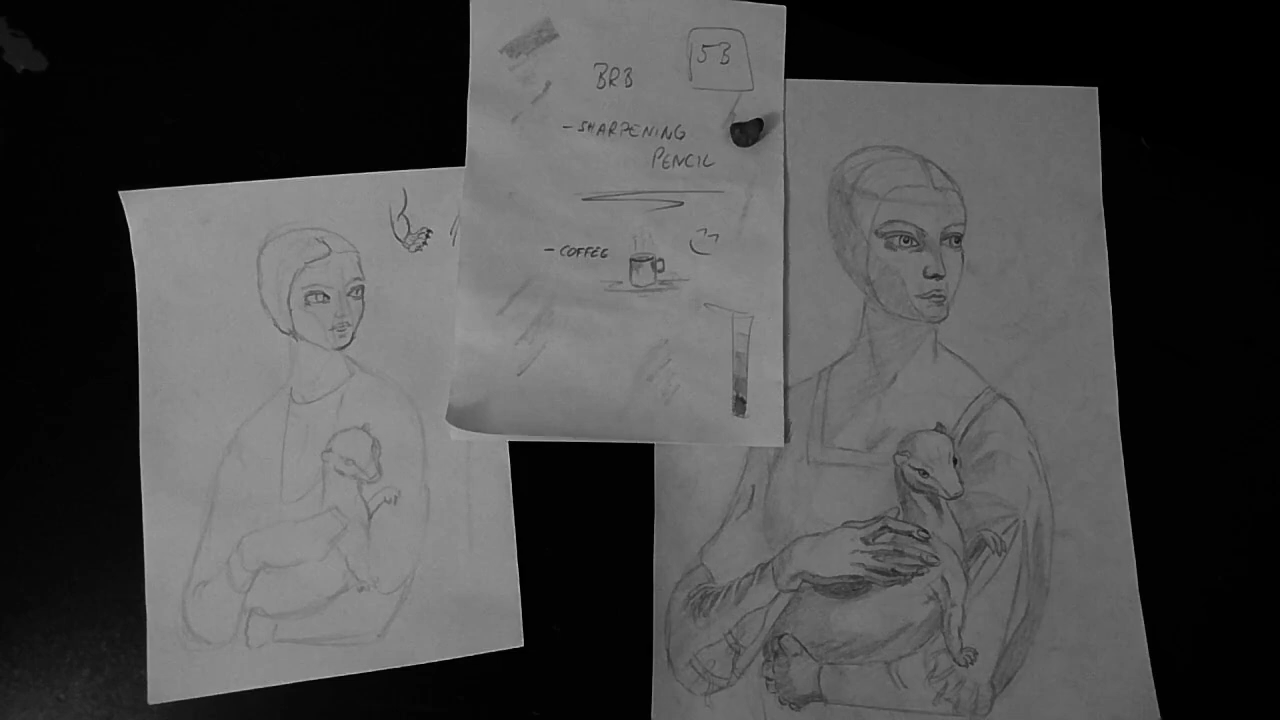 5B
BRB
- SHARPENING
PENCIL
- COFFEE